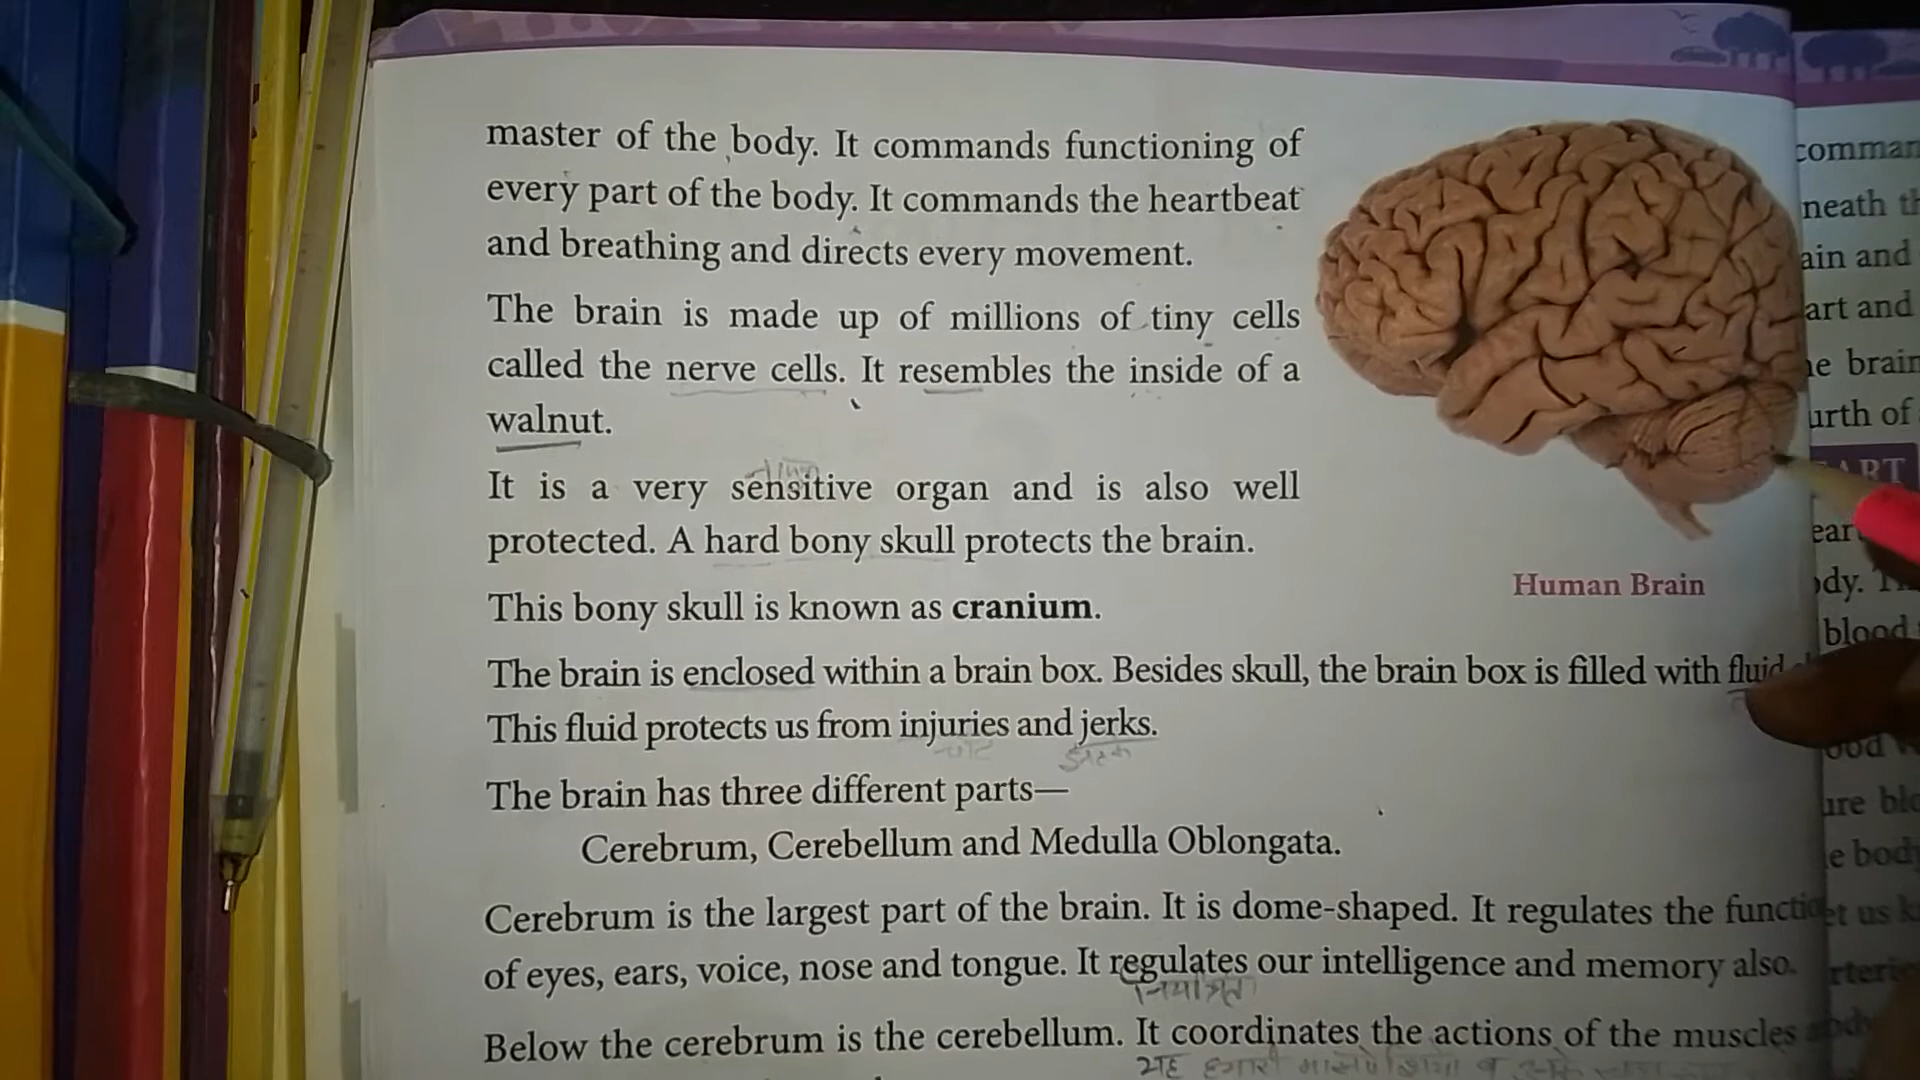 master of the body. It commands functioning of
every part of the body. It commands the heartbeat
and breathing and directs every movement.
The brain is made up of millions of tiny cells
called the nerve cells. It resembles the inside of a
walnut.
It is a very sensitive organ and is also well
protected. A hard bony skull protects the brain.
This bony skull is known as cranium.
Human Brain
The brain is enclosed within a brain box. Besides skull, the brain box is filled with fluid
This fluid protects us from injuries and jerks.
चोट
The brain has three different parts—
Cerebrum, Cerebellum and Medulla Oblongata.
Cerebrum is the largest part of the brain. It is dome-shaped. It regulates the
of eyes, ears, voice, nose and tongue. It regulates our intelligence and memory also.
Below the cerebrum is the cerebellum. It coordinates the actions of the muscles
यह हमारी
neath
ain and
art and
brain
urth of
blood